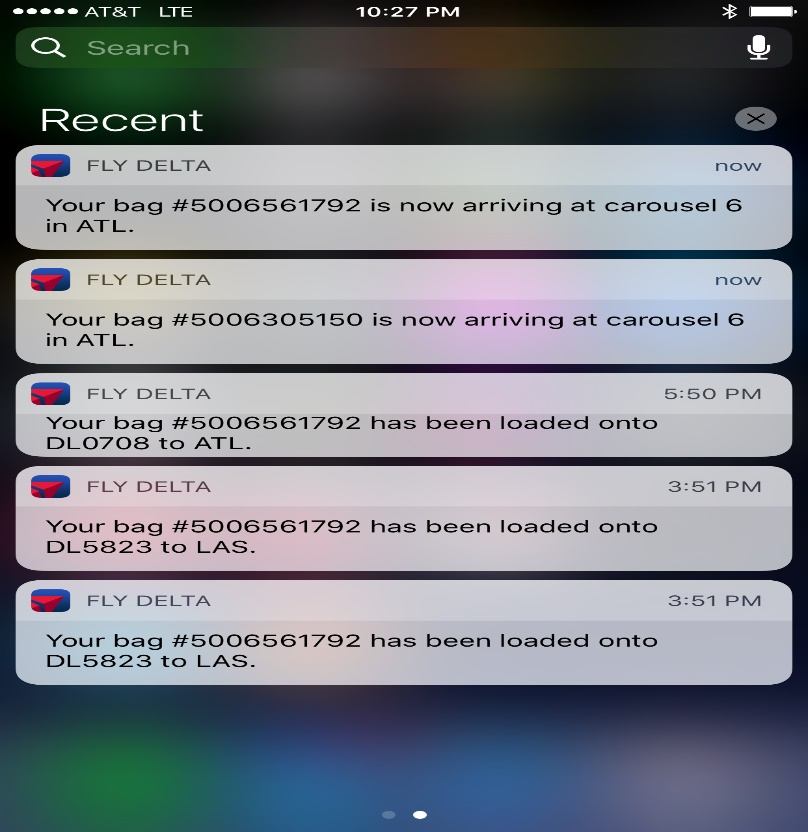 AT&T LTE 10:27 PM
Search
Recent
FLY DELTA now
Your bag #5006561792 is now arriving at carousel 6
in ATL.
FLY DELTA now
Your bag #5006305150 is now arriving at carousel 6
in ATL.
FLY DELTA 5:50 PM
Your bag #5006561792 has been loaded onto
DL0708 to ATL.
FLY DELTA 3:51 PM
Your bag #5006561792 has been loaded onto
DL5823 to LAS.
FLY DELTA 3:51 PM
Your bag #5006561792 has been loaded onto
DL5823 to LAS.